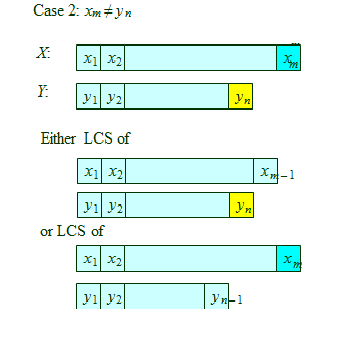 Case 2: xm≠yn
X: x1 x2 xm
Y: y1 y2 yn
Either LCS of
x1 x2 xm-1
y1 y2 yn
or LCS of
x1 x2 xm
y1 y2 yn-1